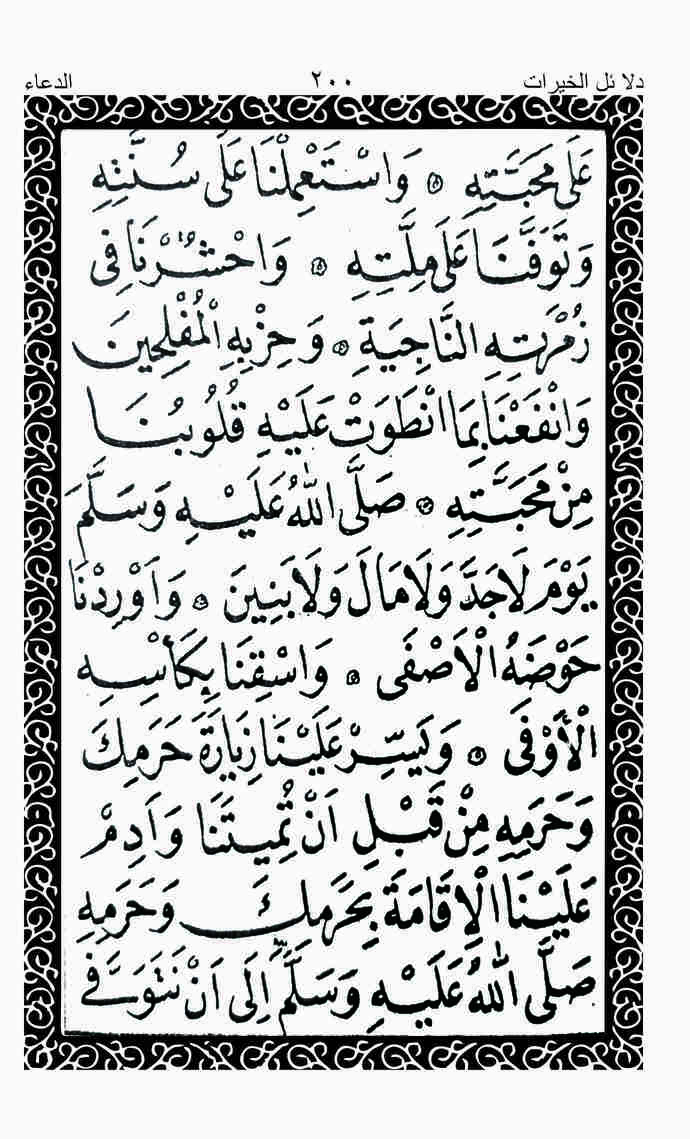 دلائل الخيرات ٢٠٠ الدعاء
عَلَى مَحَبَّتِهِ ۞ وَاسْتَعْمِلْنَا عَلَى سُنَّتِهِ
وَتَوَفَّنَا عَلَى مِلَّتِهِ ۞ وَاحْشُرْنَا فِى
زُمْرَتِهِ النَّاجِيَةِ ۞ وَحِزْبِهِ الْمُفْلِحِينَ
وَانْفَعْنَا بِمَا انْطَوَتْ عَلَيْهِ قُلُوبُنَا
مِنْ مَحَبَّتِهِ ۞ صَلَّى اللهُ عَلَيْهِ وَسَلَّمَ
يَوْمَ لَا جَدَّ وَلَا مَالَ وَلَا بَنِينَ ۞ وَاَوْرِدْنَا
حَوْضَهُ الْاَصْفَى ۞ وَاسْقِنَا بِكَأْسِهِ
الْأَوْفَى ۞ وَيَسِّرْ عَلَيْنَا زِيَارَةَ حَرَمِكَ
وَحَرَمِهِ مِنْ قَبْلِ اَنْ تُمِيتَنَا وَاَدِمْ
عَلَيْنَا الْاِقَامَةَ بِحَرَمِكَ وَحَرَمِهِ
صَلَّى اللهُ عَلَيْهِ وَسَلَّمَ اِلَى اَنْ نَتَوَفَّى